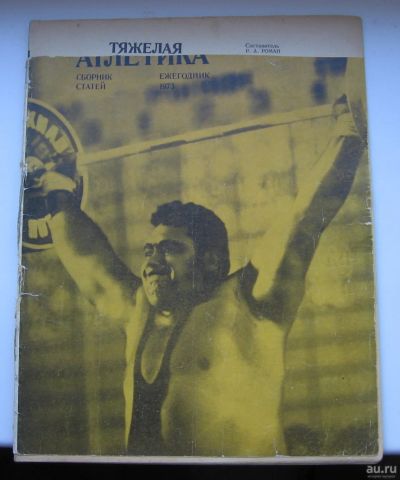 ТЯЖЕЛАЯ
АТЛЕТИКА
Составитель
Р. А. РОМАН
СБОРНИК
СТАТЕЙ
ЕЖЕГОДНИК
1973
au.ru